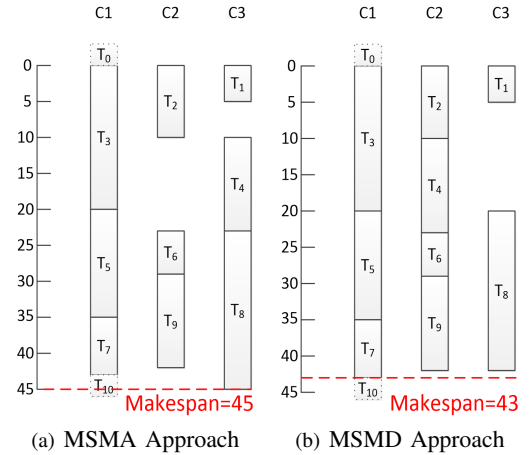 C1 C2 C3 C1 C2 C3
T0 T0
0 T3 T2 T1 0 T3 T2 T1
5 5
10 T4 10 T4
15 15
20 T5 20 T5 T8
25 T6 T8 25 T6
30 T9 30 T9
35 T7 35 T7
40 40
45 T10 45 T10
Makespan=45 Makespan=43
(a) MSMA Approach (b) MSMD Approach